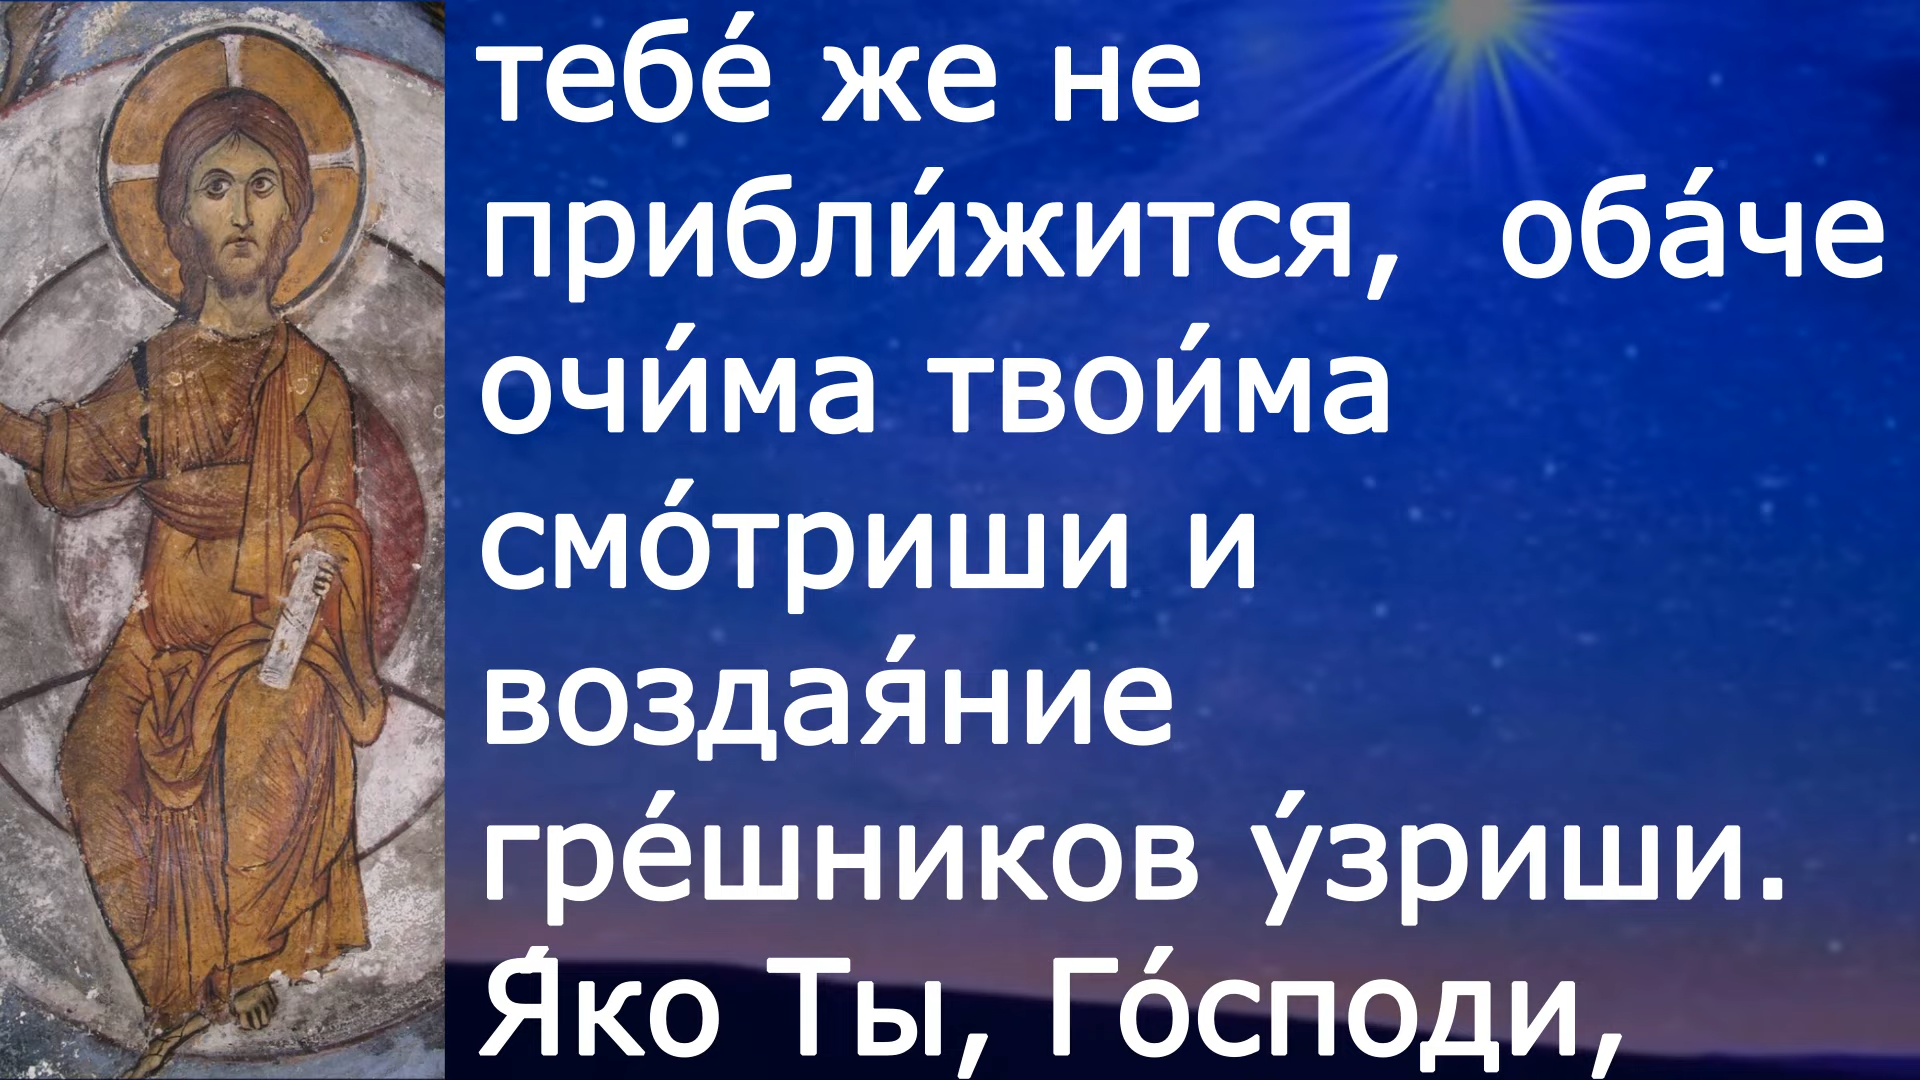 тебе́ же не
прибли́жится,  оба́че
очи́ма твои́ма
смо́триши и
воздая́ние
гре́шников у́зриши.
Я́ко Ты, Го́споди,